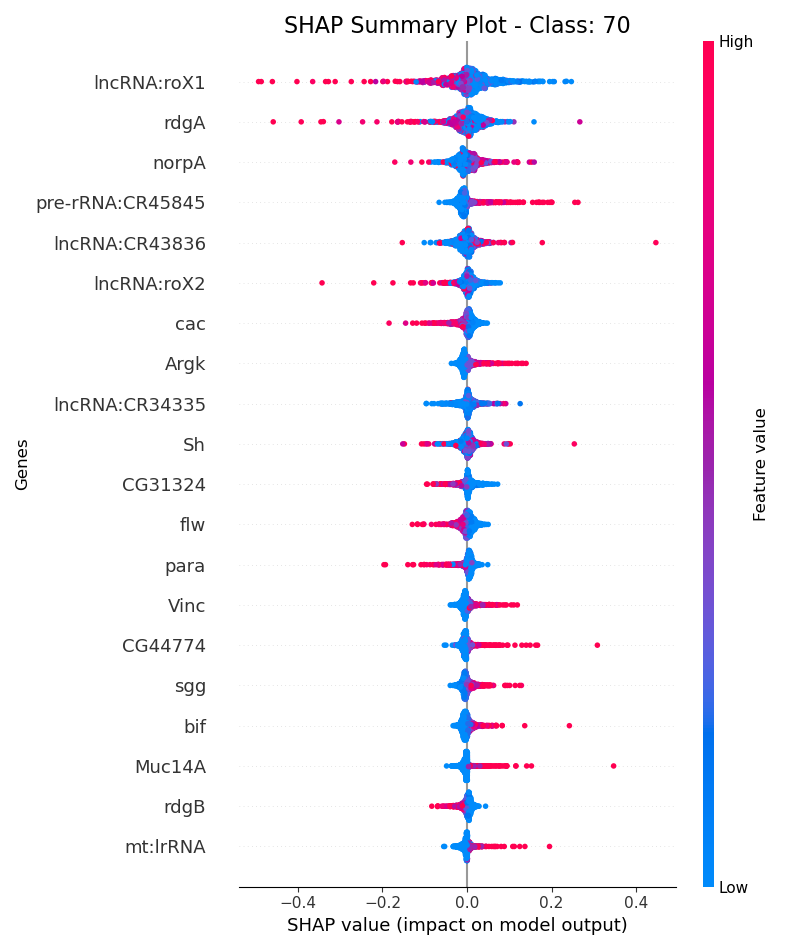 SHAP Summary Plot - Class: 70
High
lncRNA:roX1
rdgA
norpA
pre-rRNA:CR45845
lncRNA:CR43836
lncRNA:roX2
cac
Argk
lncRNA:CR34335
Sh
CG31324
flw
para
Vinc
CG44774
sgg
bif
Muc14A
rdgB
mt:lrRNA
Genes
Feature value
Low
−0.4 −0.2 0.0 0.2 0.4
SHAP value (impact on model output)